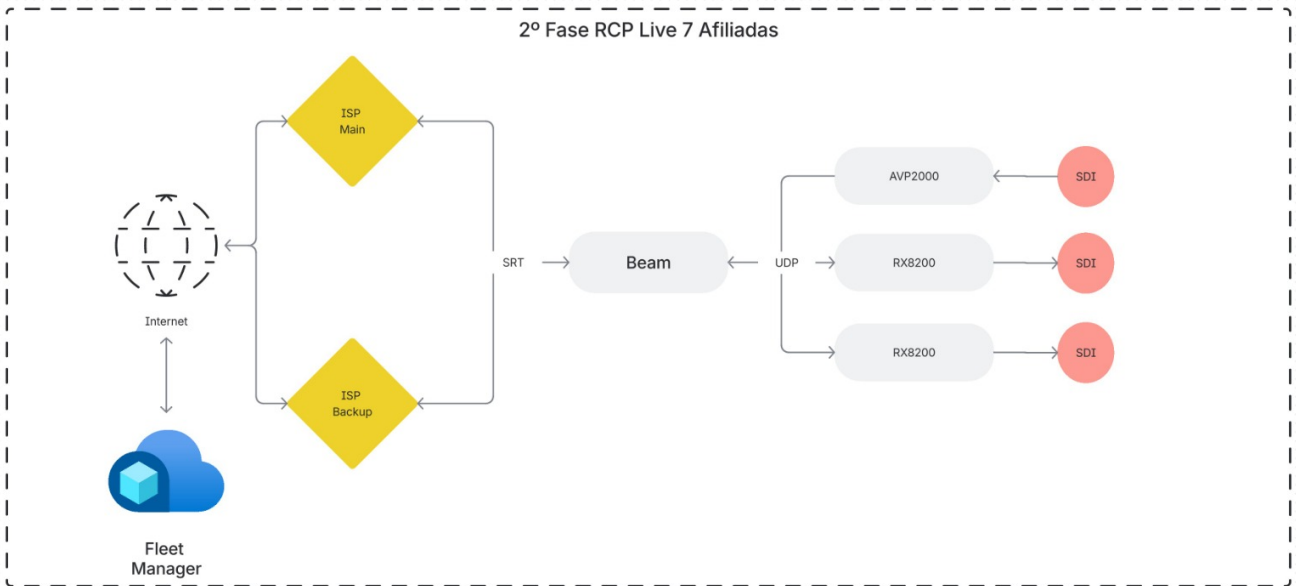 2º Fase RCP Live 7 Afiliadas
ISP
Main
AVP2000
SDI
SRT
Beam
UDP
RX8200
SDI
Internet
RX8200
SDI
ISP
Backup
Fleet
Manager